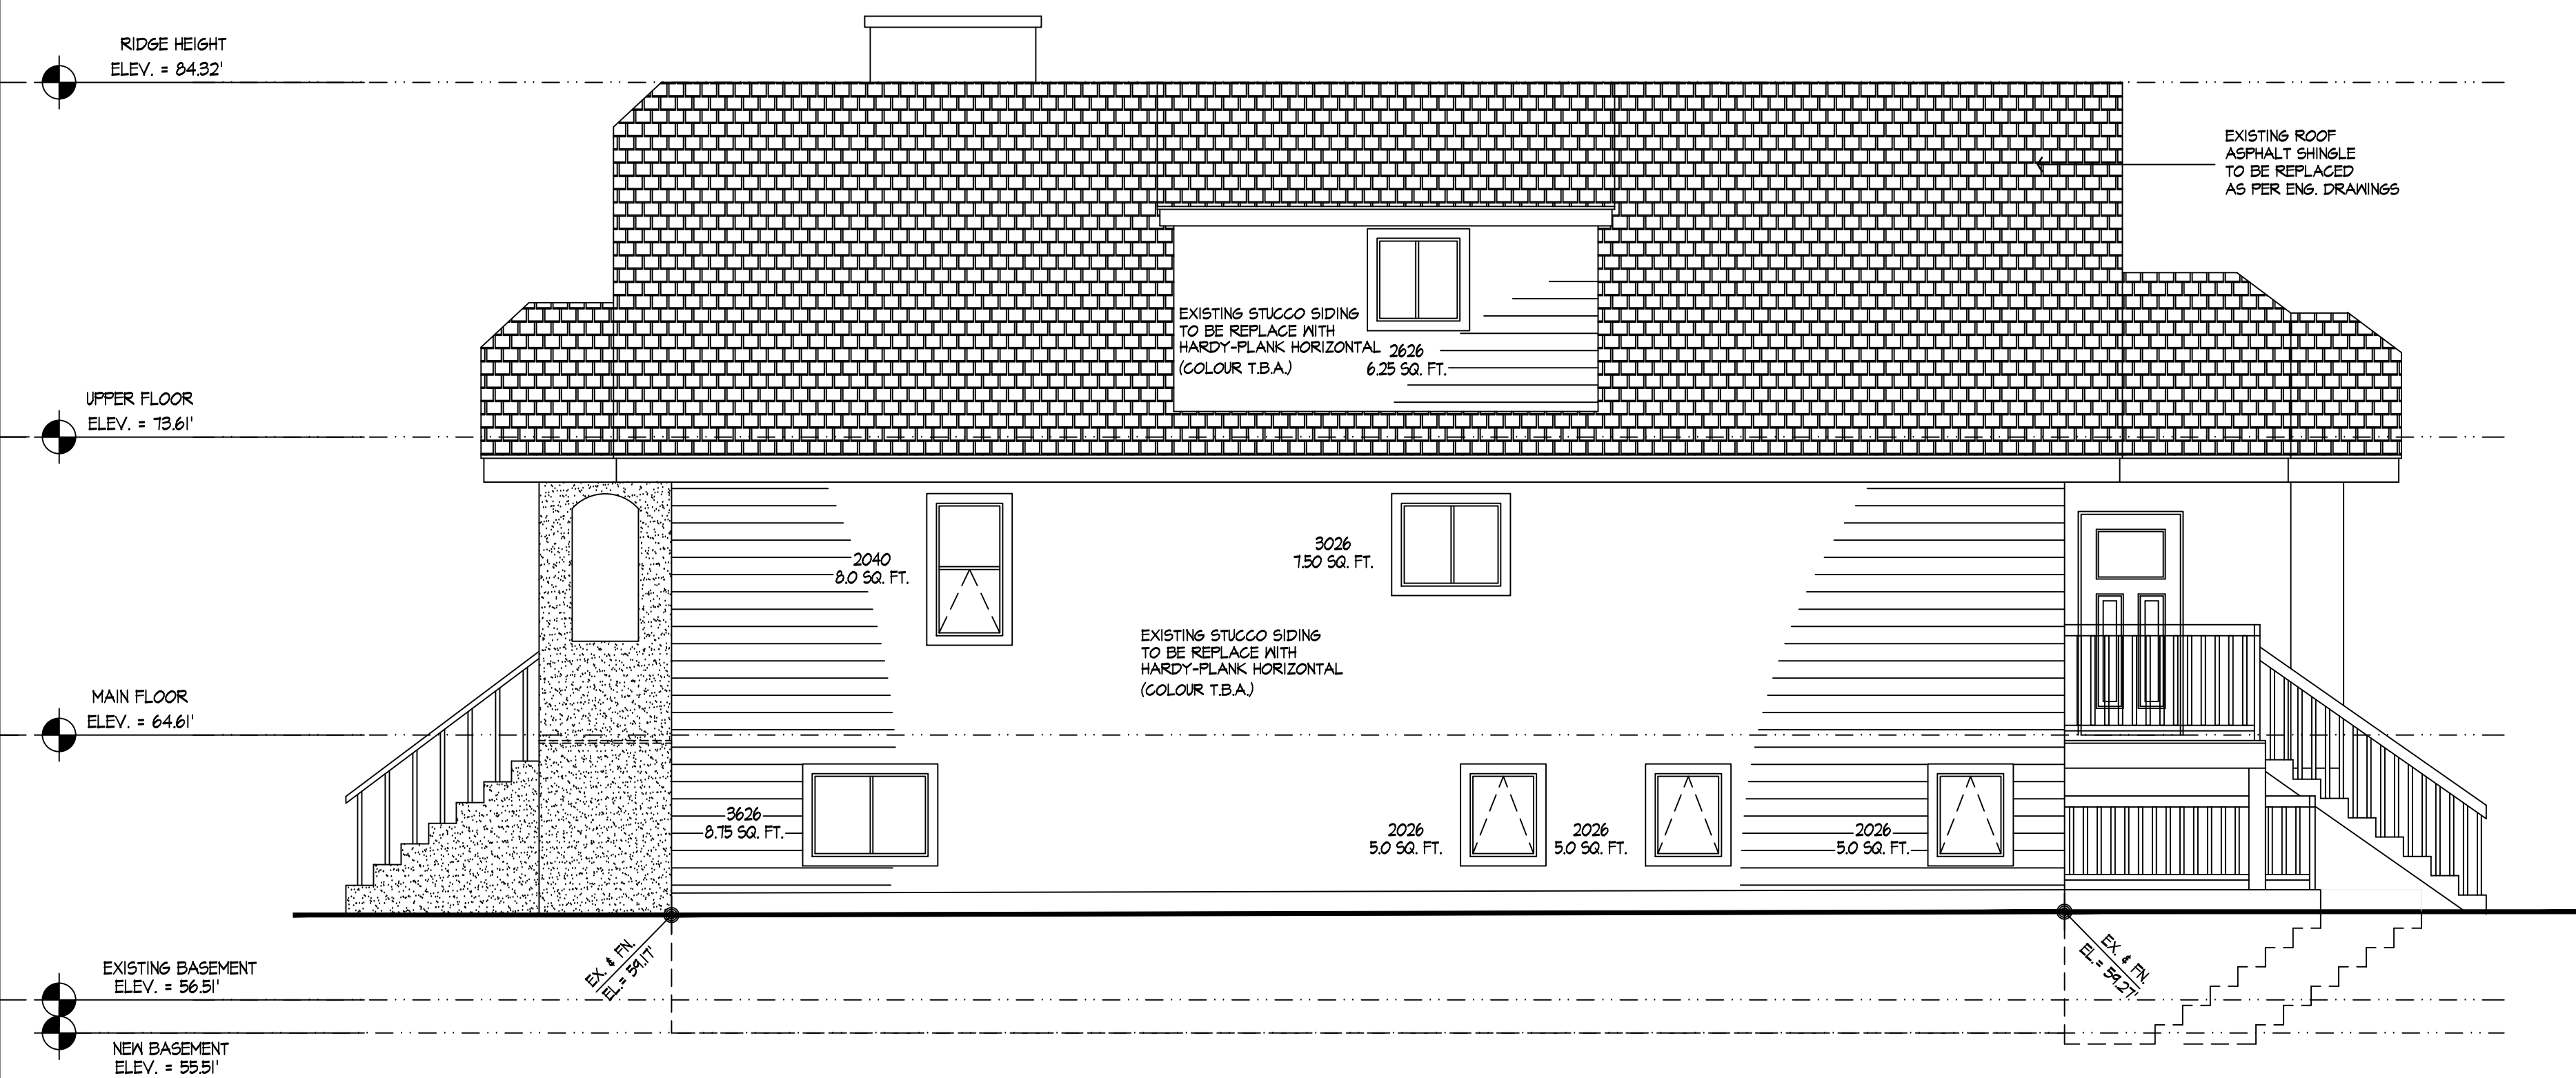 RIDGE HEIGHT
ELEV. = 84.32'
EXISTING ROOF
ASPHALT SHINGLE
TO BE REPLACED
AS PER ENG. DRAWINGS
EXISTING STUCCO SIDING
TO BE REPLACE WITH
HARDY-PLANK HORIZONTAL
(COLOUR T.B.A.)
2626
6.25 SQ. FT.
UPPER FLOOR
ELEV. = 73.61'
2040
8.0 SQ. FT.
3026
7.50 SQ. FT.
EXISTING STUCCO SIDING
TO BE REPLACE WITH
HARDY-PLANK HORIZONTAL
(COLOUR T.B.A.)
MAIN FLOOR
ELEV. = 64.61'
3626
8.75 SQ. FT.
2026
5.0 SQ. FT.
2026
5.0 SQ. FT.
2026
5.0 SQ. FT.
EX. & FN.
EL.= 59.17'
EX. & FN.
EL.= 59.27'
EXISTING BASEMENT
ELEV. = 56.51'
NEW BASEMENT
ELEV. = 55.51'